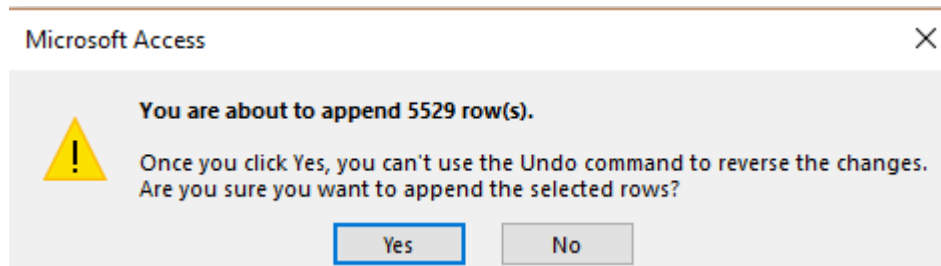 Microsoft Access
You are about to append 5529 row(s).
Once you click Yes, you can't use the Undo command to reverse the changes.
Are you sure you want to append the selected rows?
Yes No